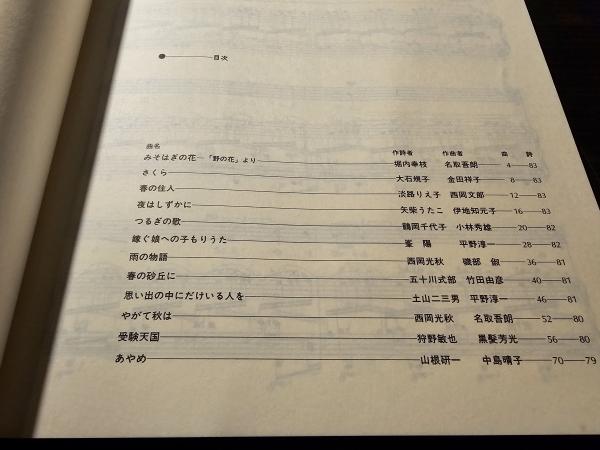 ●――目次
曲名 作詩者 作曲者 曲 詩
みそはぎの花―「野の花」より 堀内幸枝 名取吾朗 4――83
さくら 大石規子 金田祥子 8――83
春の住人 淡路りえ子 西岡文郎 12――83
夜はしずかに 矢柴うたこ 伊地知元子 16――83
つるぎの歌 鶴岡千代子 小林秀雄 20――82
嫁ぐ娘への子もりうた 峯陽 平野淳一 28――82
雨の物語 西岡光秋 磯部俶 36――81
春の砂丘に 五十川式部 竹田由彦 40――81
思い出の中にだけいる人を 土山二三男 平野淳一 46――81
やがて秋は 西岡光秋 名取吾朗 52――80
受験天国 狩野敏也 黒髪芳光 56――80
あやめ 山根研一 中島晴子 70――79